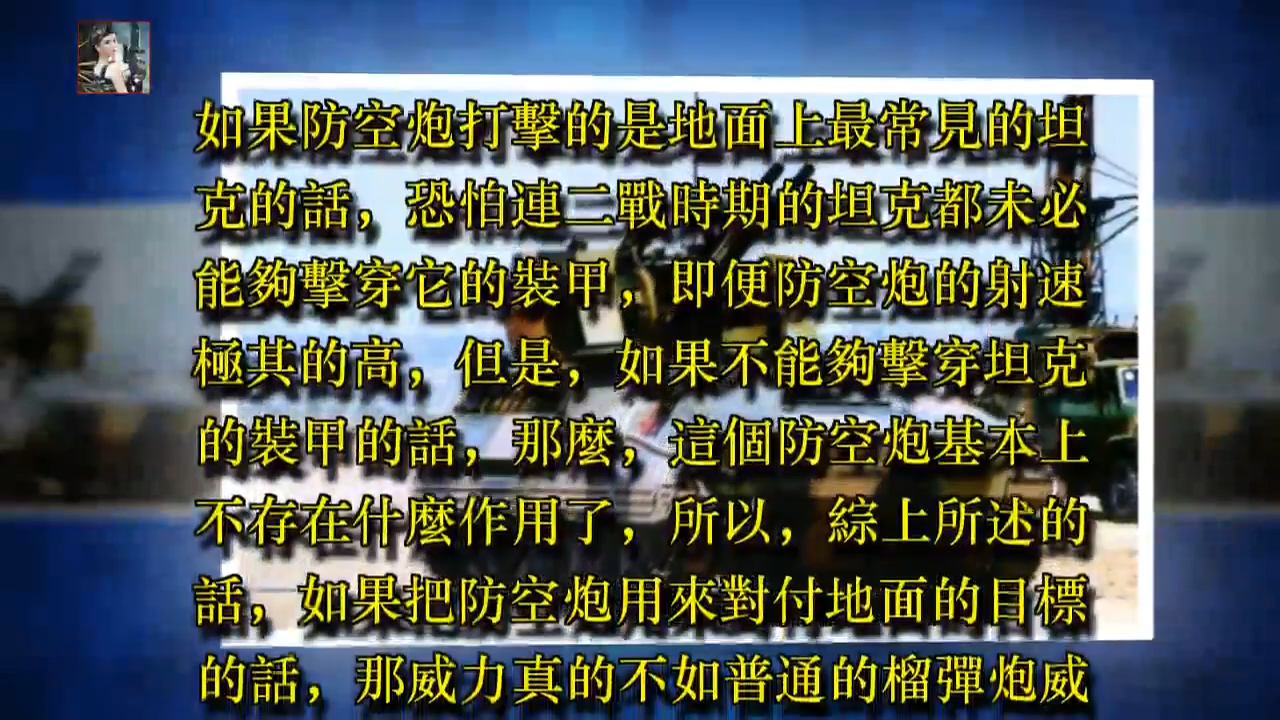 如果防空炮打擊的是地面上最常見的坦
克的話，恐怕連二戰時期的坦克都未必
能夠擊穿它的裝甲，即便防空炮的射速
極其的高，但是，如果不能夠擊穿坦克
的裝甲的話，那麼，這個防空炮基本上
不存在什麼作用了，所以，綜上所述的
話，如果把防空炮用來對付地面的目標
的話，那威力真的不如普通的榴彈炮威